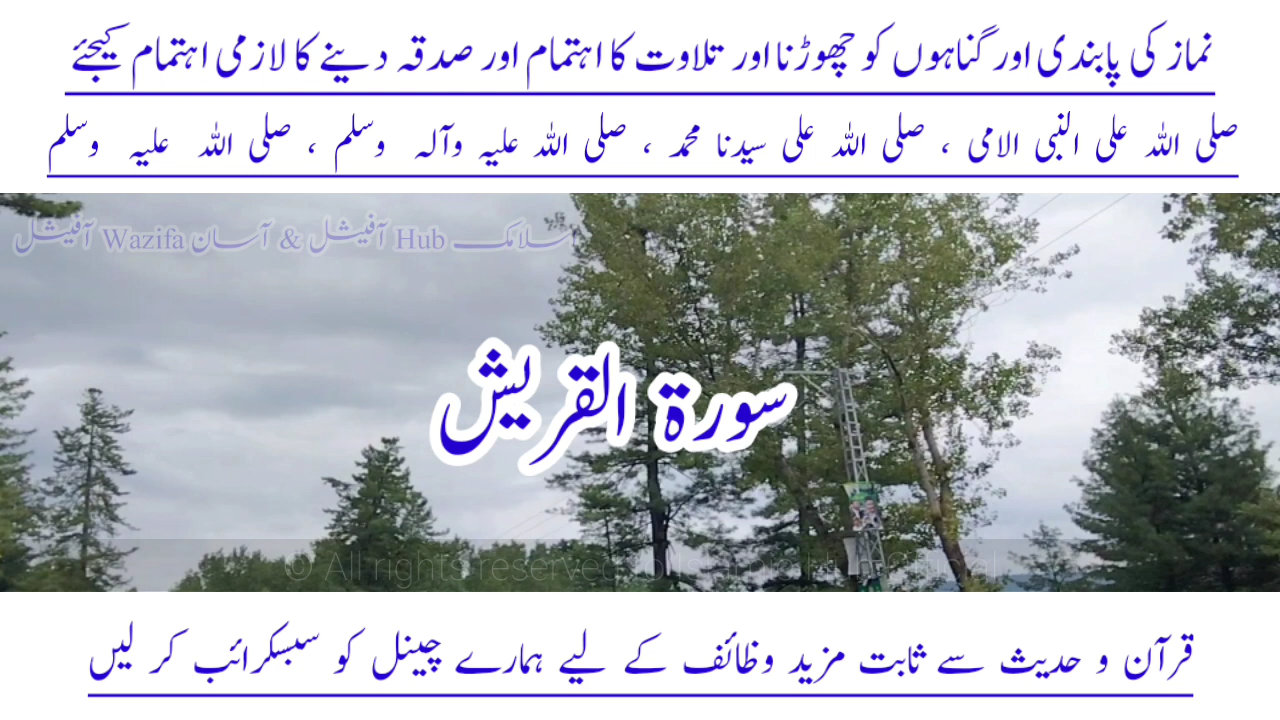 نماز کی پابندی اور گناہوں کو چھوڑنا اور تلاوت کا اہتمام اور صدقہ دینے کا لازمی اہتمام کیجئے
صلی اللہ علی النبی الامی ، صلی اللہ علی سیدنا محمد ، صلی اللہ علیہ وآلہ وسلم ، صلی اللہ علیہ وسلم
اسلامک Hub آفیشل & آسان Wazifa آفیشل
سورۃ القریش
© All rights reserved
قرآن و حدیث سے ثابت مزید وظائف کے لیے ہمارے چینل کو سبسکرائب کر لیں